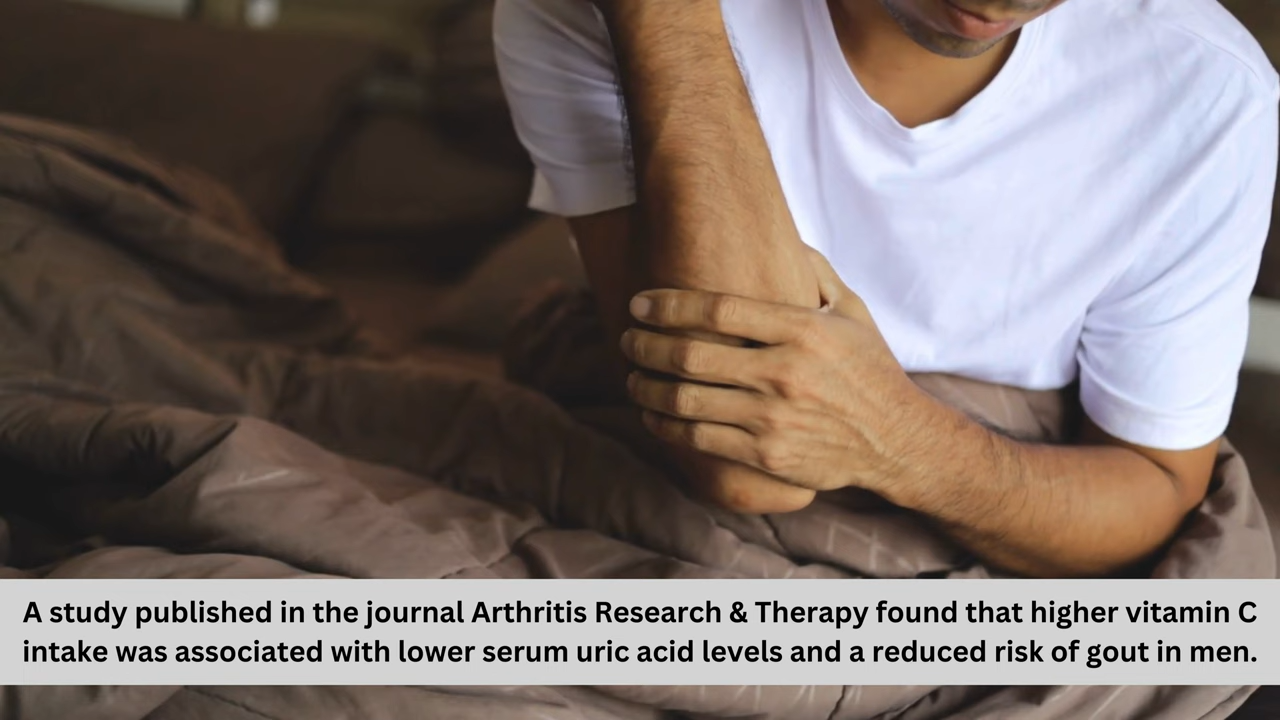 A study published in the journal Arthritis Research & Therapy found that higher vitamin C
intake was associated with lower serum uric acid levels and a reduced risk of gout in men.